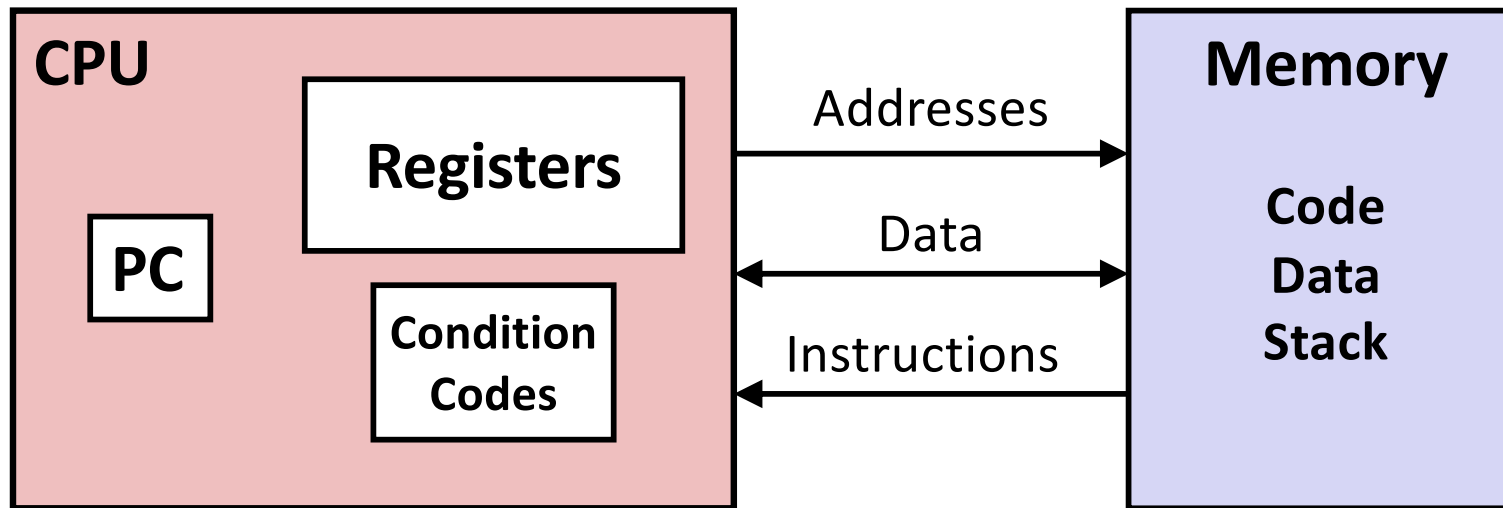 CPU
Registers
PC
Condition
Codes
Addresses
Data
Instructions
Memory
Code
Data
Stack